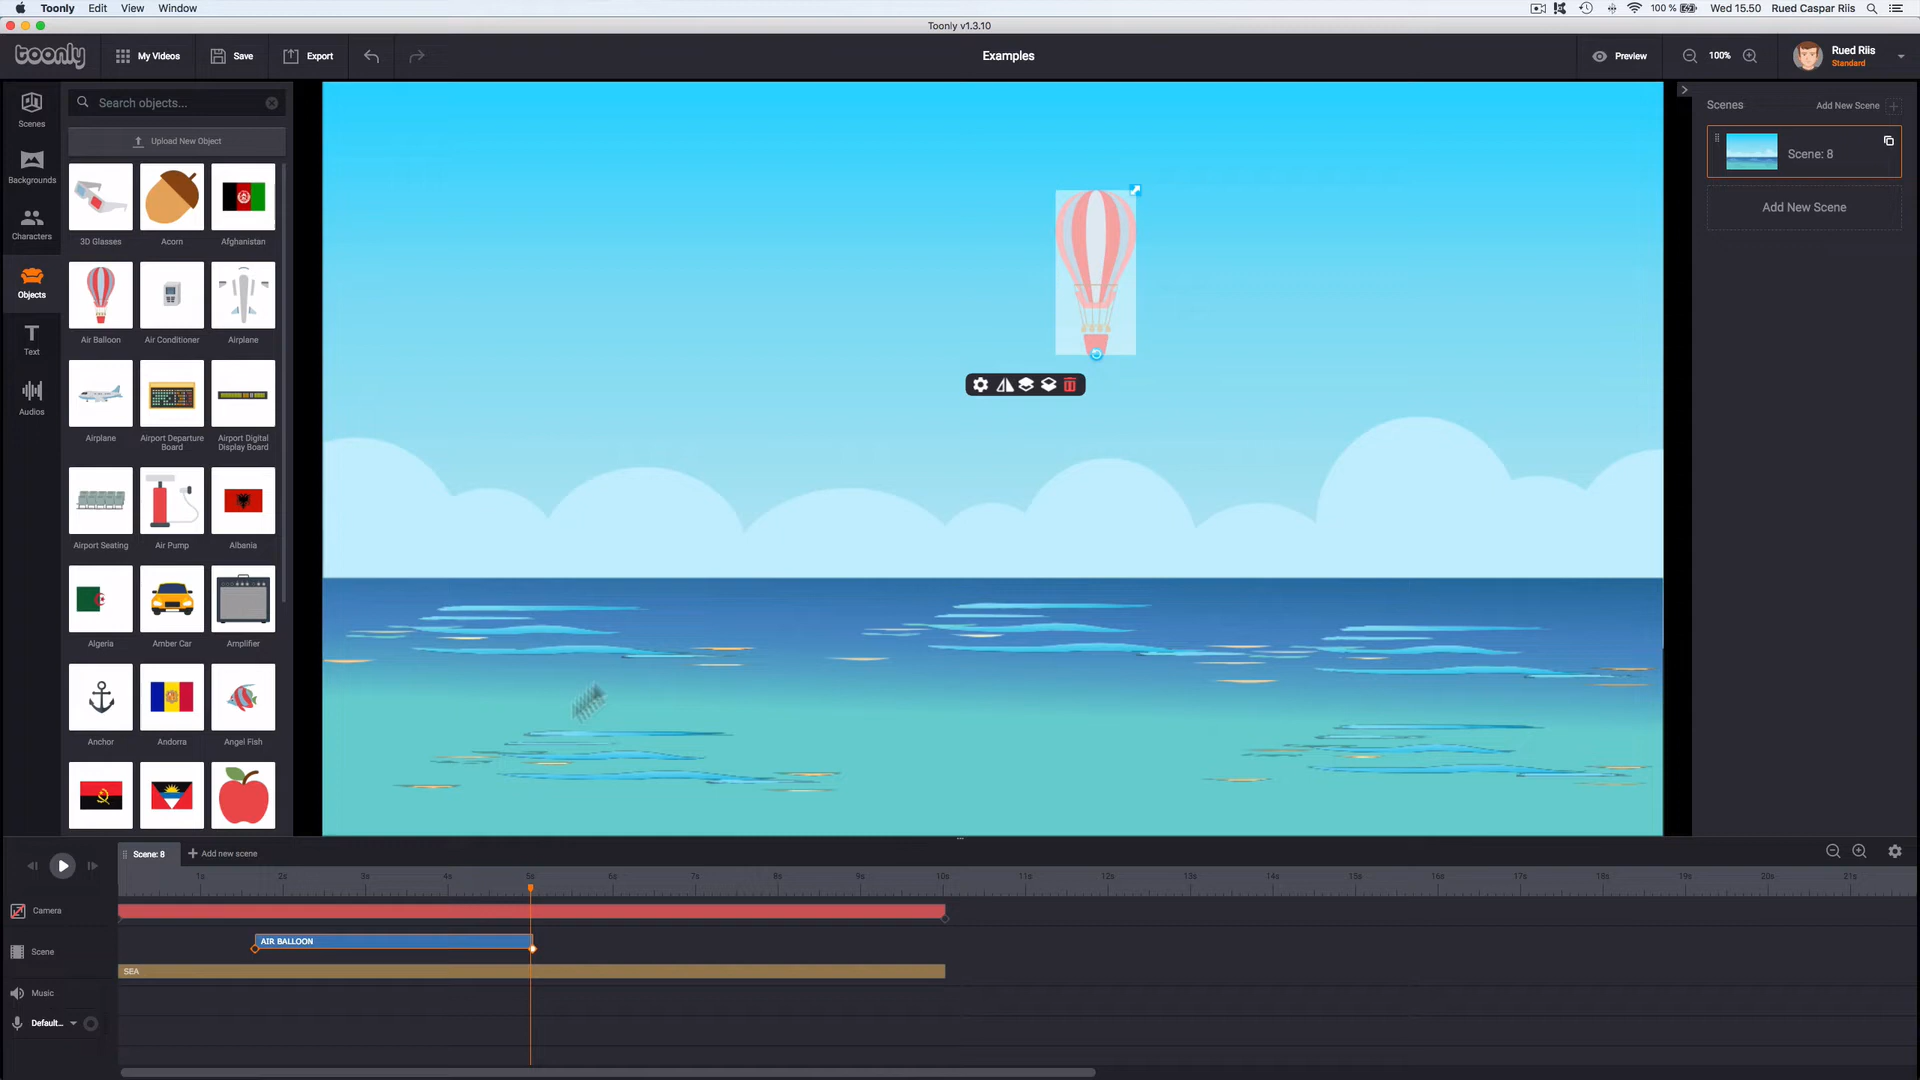 Toonly Edit View Window 100 % Wed 15.50 Rued Caspar Riis
Toonly v1.3.10
toonly My Videos Save Export Examples Preview 100% Rued Riis
Standard
Scenes
Backgrounds
Characters
Objects
Text
Audios
Search objects...
Upload New Object
3D Glasses Acorn Afghanistan
Air Balloon Air Conditioner Airplane
Airplane Airport Departure Board Airport Digital Display Board
Airport Seating Air Pump Albania
Algeria Amber Car Amplifier
Anchor Andorra Angel Fish
Scenes Add New Scene
Scene: 8
Add New Scene
Scene: 8 Add new scene
1s 2s 3s 4s 5s 6s 7s 8s 9s 10s 11s 12s 13s 14s 15s 16s 17s 18s 19s 20s 21s
Camera
AIR BALLOON
Scene
SEA
Music
Default...